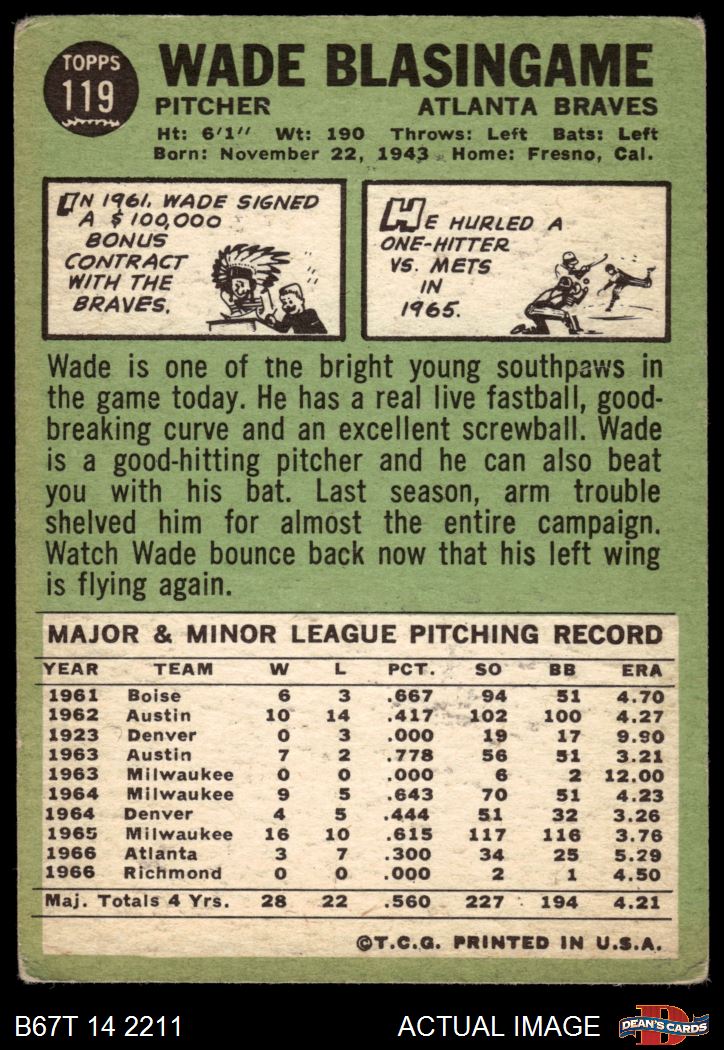 TOPPS
119
WADE BLASINGAME
PITCHER ATLANTA BRAVES
Ht: 6'1" Wt: 190 Throws: Left Bats: Left
Born: November 22, 1943 Home: Fresno, Cal.
IN 1961, WADE SIGNED
A $100,000
BONUS
CONTRACT
WITH THE
BRAVES.
HE HURLED A
ONE-HITTER
VS. METS
IN
1965.
Wade is one of the bright young southpaws in
the game today. He has a real live fastball, good-
breaking curve and an excellent screwball. Wade
is a good-hitting pitcher and he can also beat
you with his bat. Last season, arm trouble
shelved him for almost the entire campaign.
Watch Wade bounce back now that his left wing
is flying again.
MAJOR & MINOR LEAGUE PITCHING RECORD
YEAR TEAM W L PCT. SO BB ERA
1961 Boise 6 3 .667 94 51 4.70
1962 Austin 10 14 .417 102 100 4.27
1923 Denver 0 3 .000 19 17 9.90
1963 Austin 7 2 .778 56 51 3.21
1963 Milwaukee 0 0 .000 6 2 12.00
1964 Milwaukee 9 5 .643 70 51 4.23
1964 Denver 4 5 .444 51 32 3.26
1965 Milwaukee 16 10 .615 117 116 3.76
1966 Atlanta 3 7 .300 34 25 5.29
1966 Richmond 0 0 .000 2 1 4.50
Maj. Totals 4 Yrs. 28 22 .560 227 194 4.21
©T.C.G. PRINTED IN U.S.A.
B67T 14 2211 ACTUAL IMAGE
D
DEAN'S CARDS